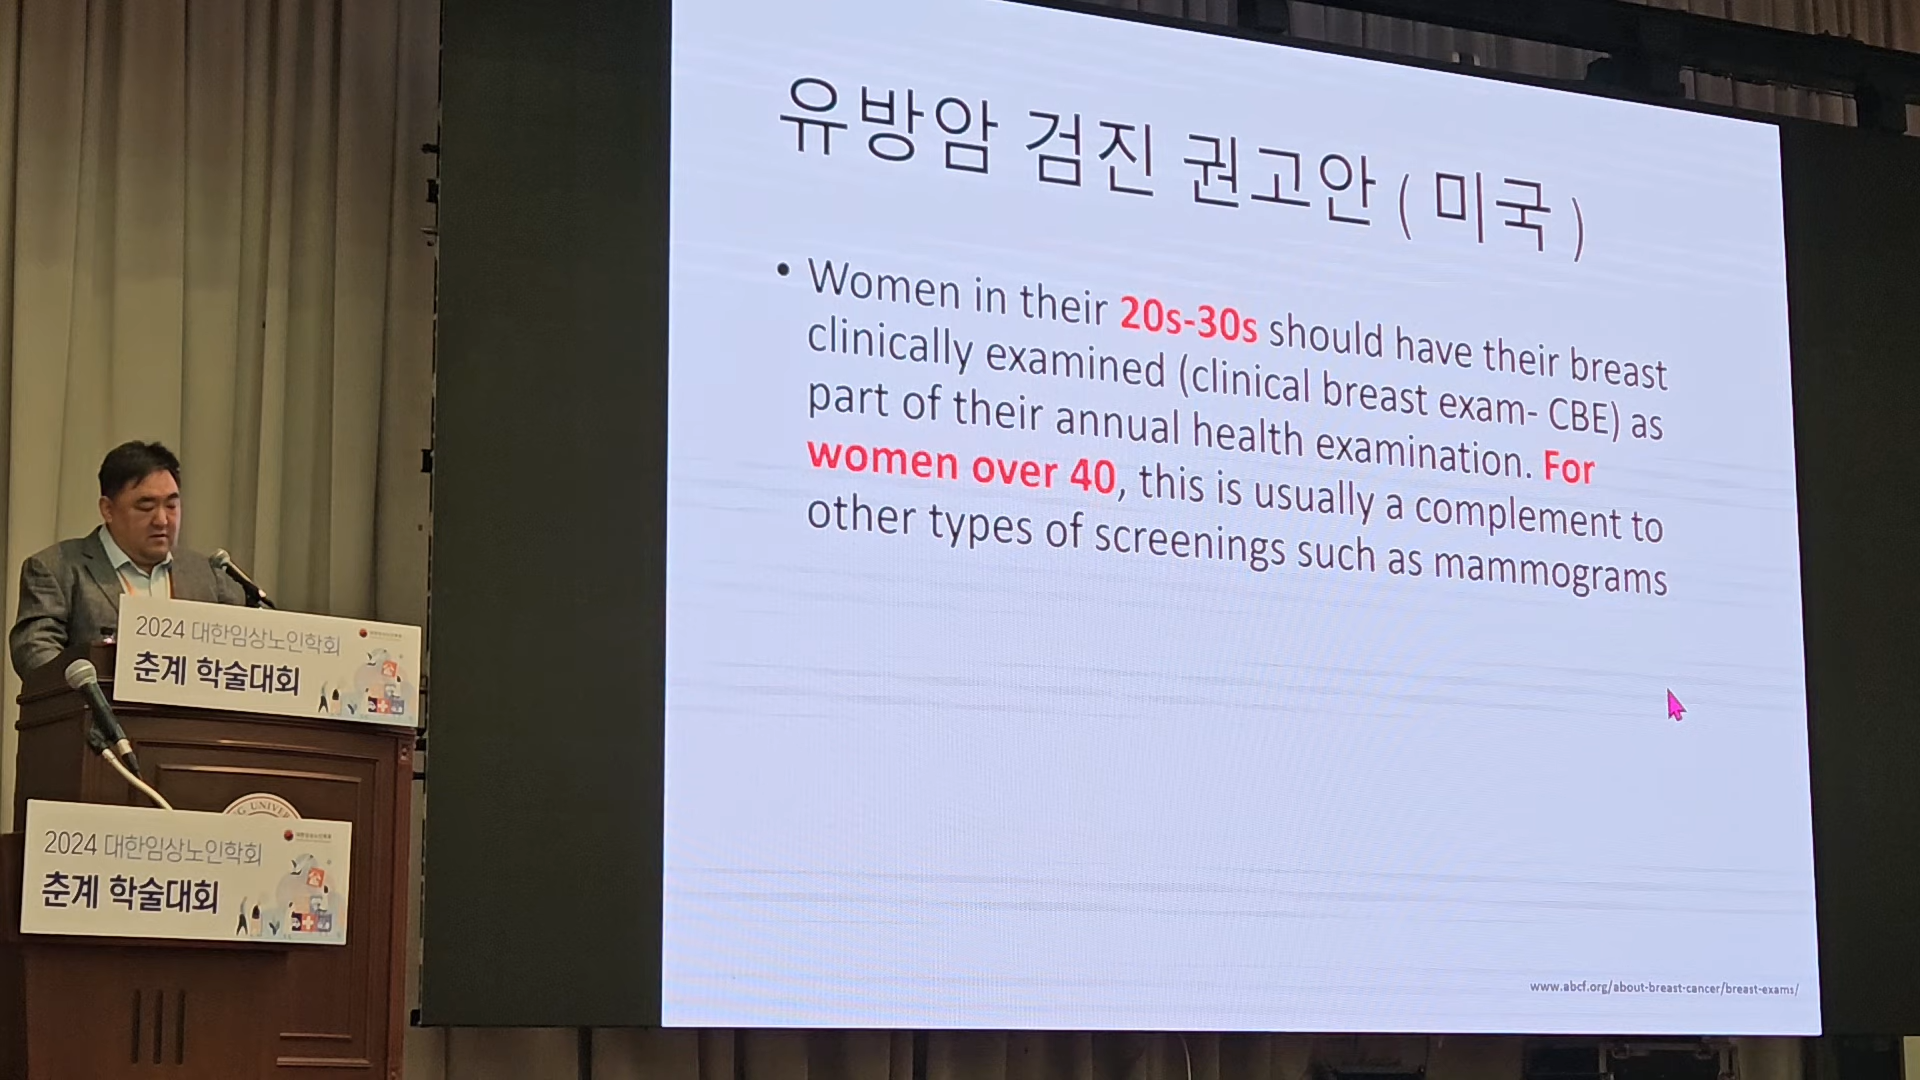 유방암 검진 권고안 ( 미국 )
• Women in their 20s-30s should have their breast
clinically examined (clinical breast exam- CBE) as
part of their annual health examination. For
women over 40, this is usually a complement to
other types of screenings such as mammograms
www.abcf.org/about-breast-cancer/breast-exams/
2024 대한임상노인학회
춘계 학술대회
2024 대한임상노인학회
춘계 학술대회